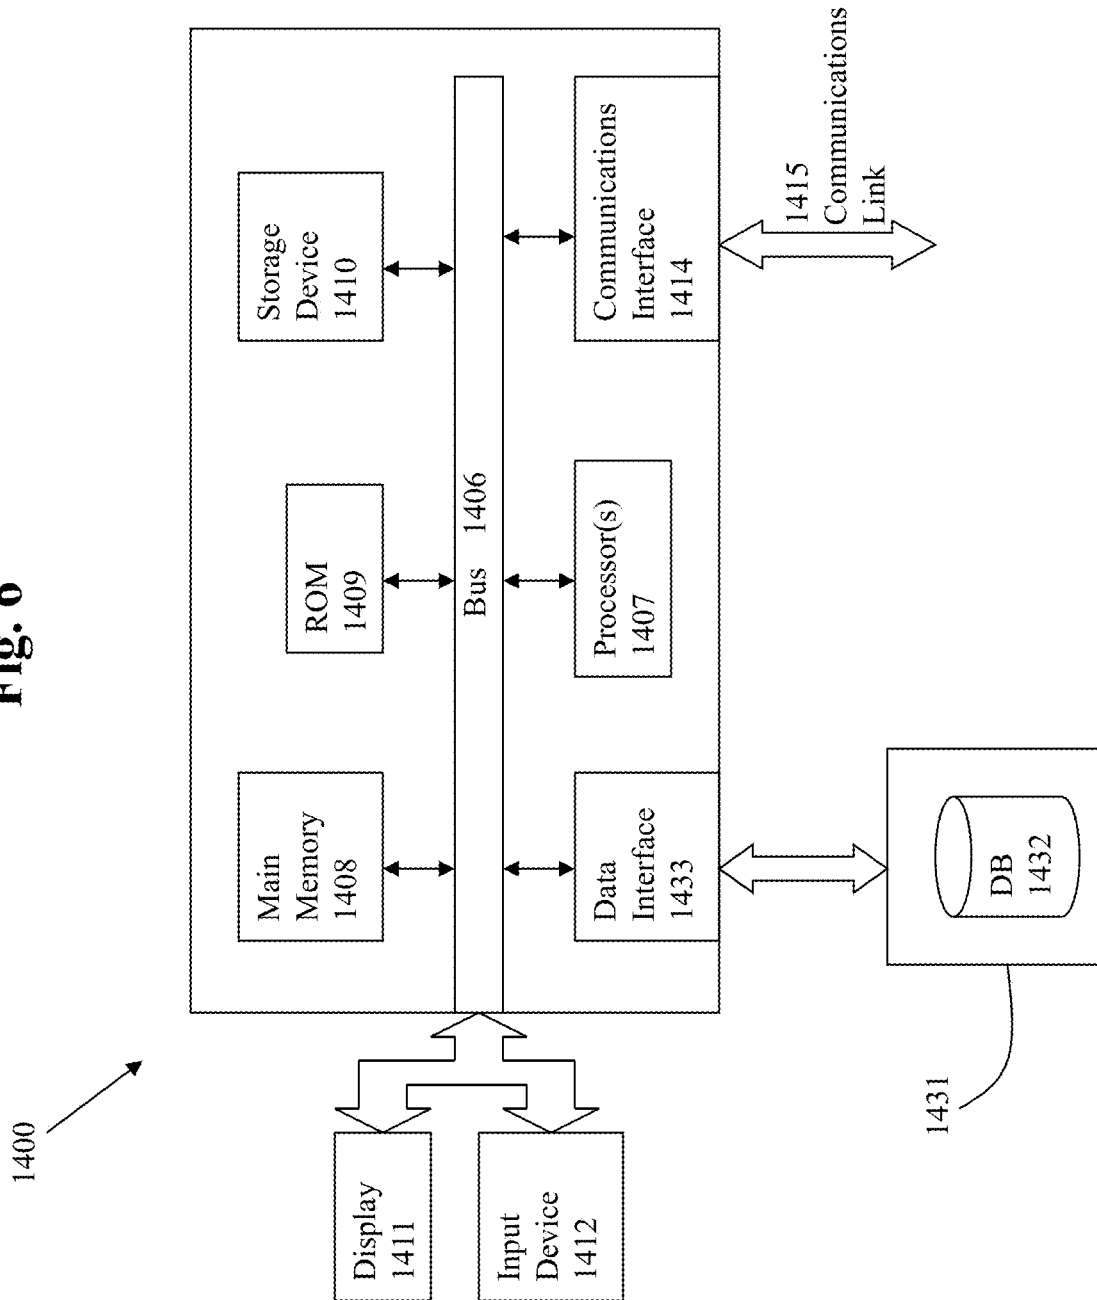 Fig.
1400
Main
Memory
1408
ROM
1409
Storage
Device
1410
Display
1411
Bus 1406
Input
Device
1412
Data
Interface
1433
Processor(s)
1407
Communications
Interface
1414
1415
Communications
Link
1431
DB
1432